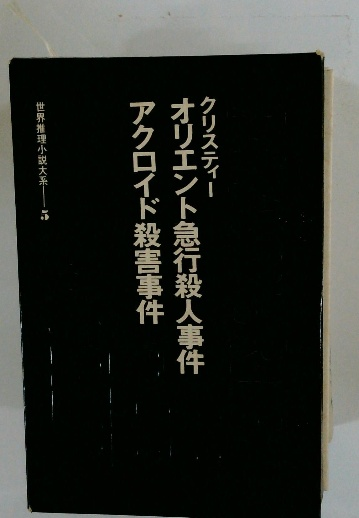 クリスティー
オリエント急行殺人事件
アクロイド殺害事件
世界推理小説大系—5